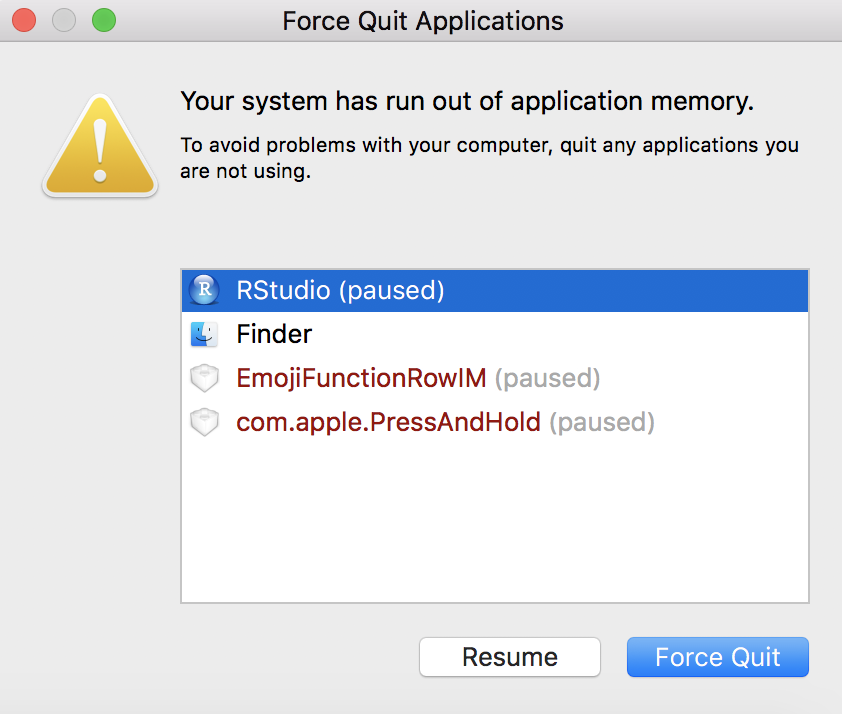 Force Quit Applications
Your system has run out of application memory.
To avoid problems with your computer, quit any applications you
are not using.
R
RStudio (paused)
Finder
EmojiFunctionRowIM (paused)
com.apple.PressAndHold (paused)
Resume
Force Quit